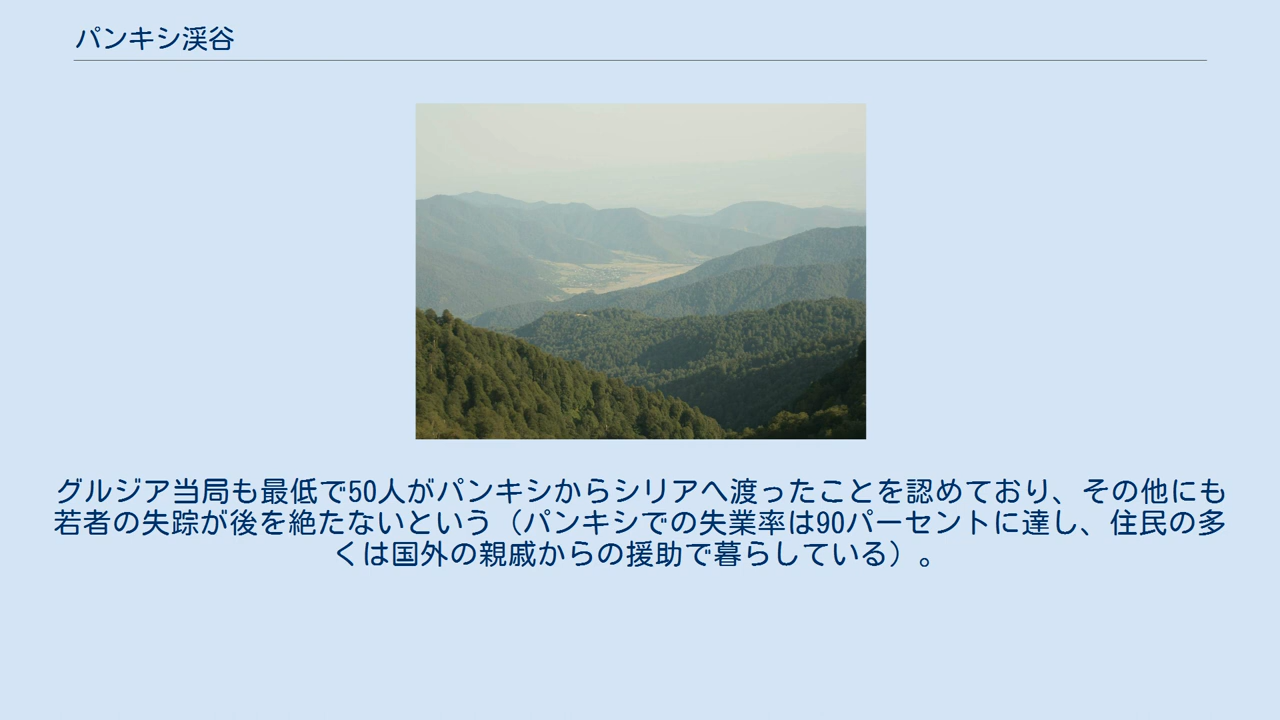 パンキシ渓谷
グルジア当局も最低で50人がパンキシからシリアへ渡ったことを認めており、その他にも
若者の失踪が後を絶たないという（パンキシでの失業率は90パーセントに達し、住民の多
くは国外の親戚からの援助で暮らしている）。